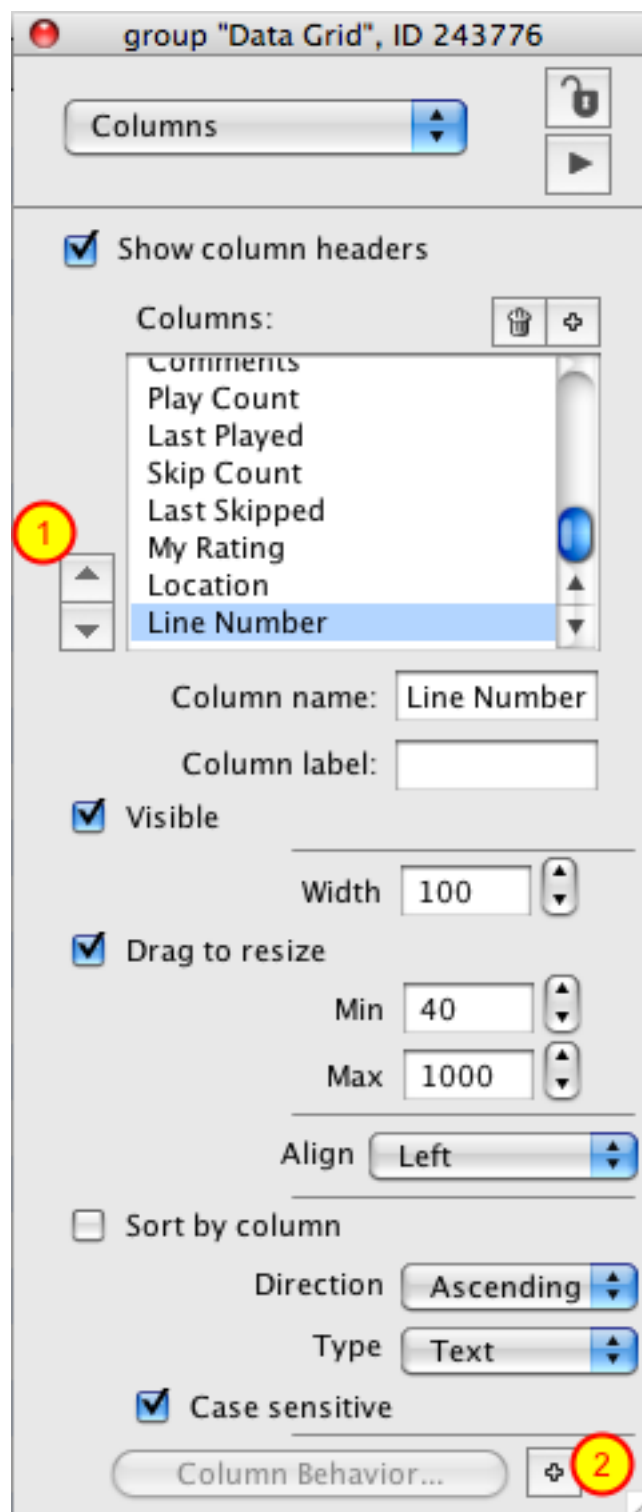 group "Data Grid", ID 243776
Columns
Show column headers
Columns:
Comments
Play Count
Last Played
Skip Count
Last Skipped
1
My Rating
Location
Line Number
Column name: Line Number
Column label:
Visible
Width 100
Drag to resize
Min 40
Max 1000
Align Left
Sort by column
Direction Ascending
Type Text
Case sensitive
Column Behavior... 2